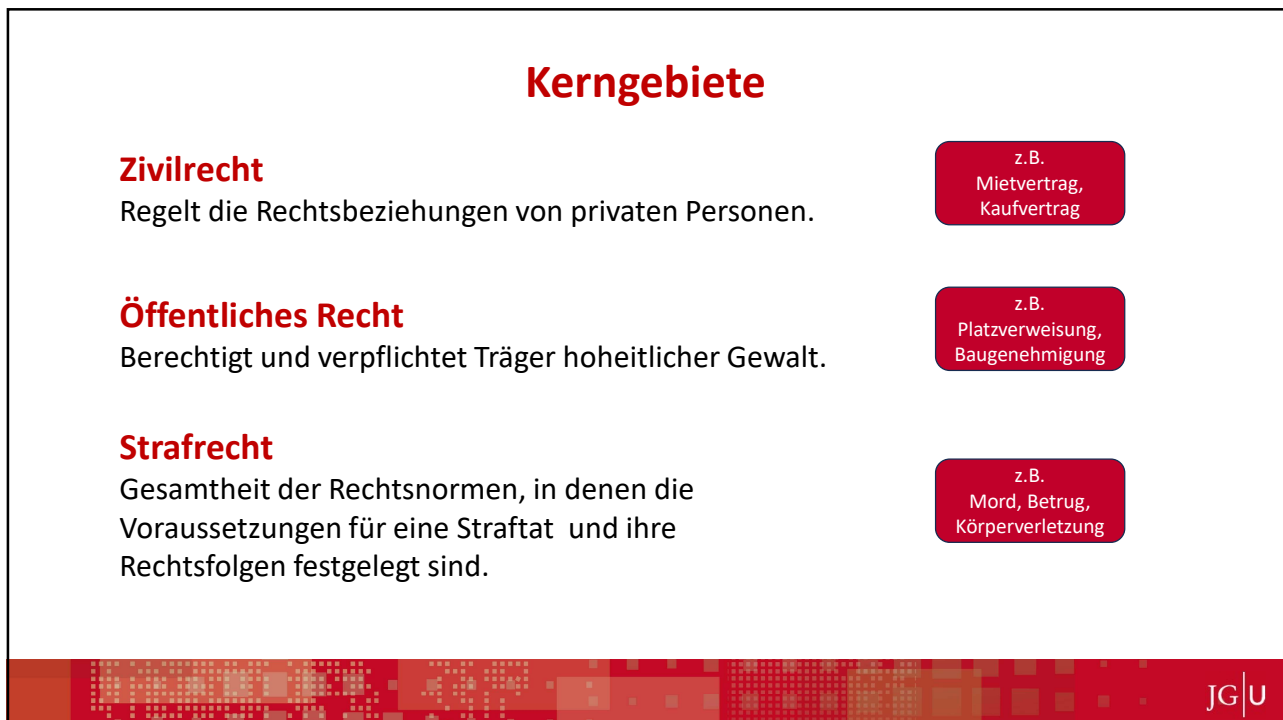 Kerngebiete
Zivilrecht
Regelt die Rechtsbeziehungen von privaten Personen.
z.B.
Mietvertrag,
Kaufvertrag
Öffentliches Recht
Berechtigt und verpflichtet Träger hoheitlicher Gewalt.
z.B.
Platzverweisung,
Baugenehmigung
Strafrecht
Gesamtheit der Rechtsnormen, in denen die
Voraussetzungen für eine Straftat  und ihre
Rechtsfolgen festgelegt sind.
z.B.
Mord, Betrug,
Körperverletzung
JG|U